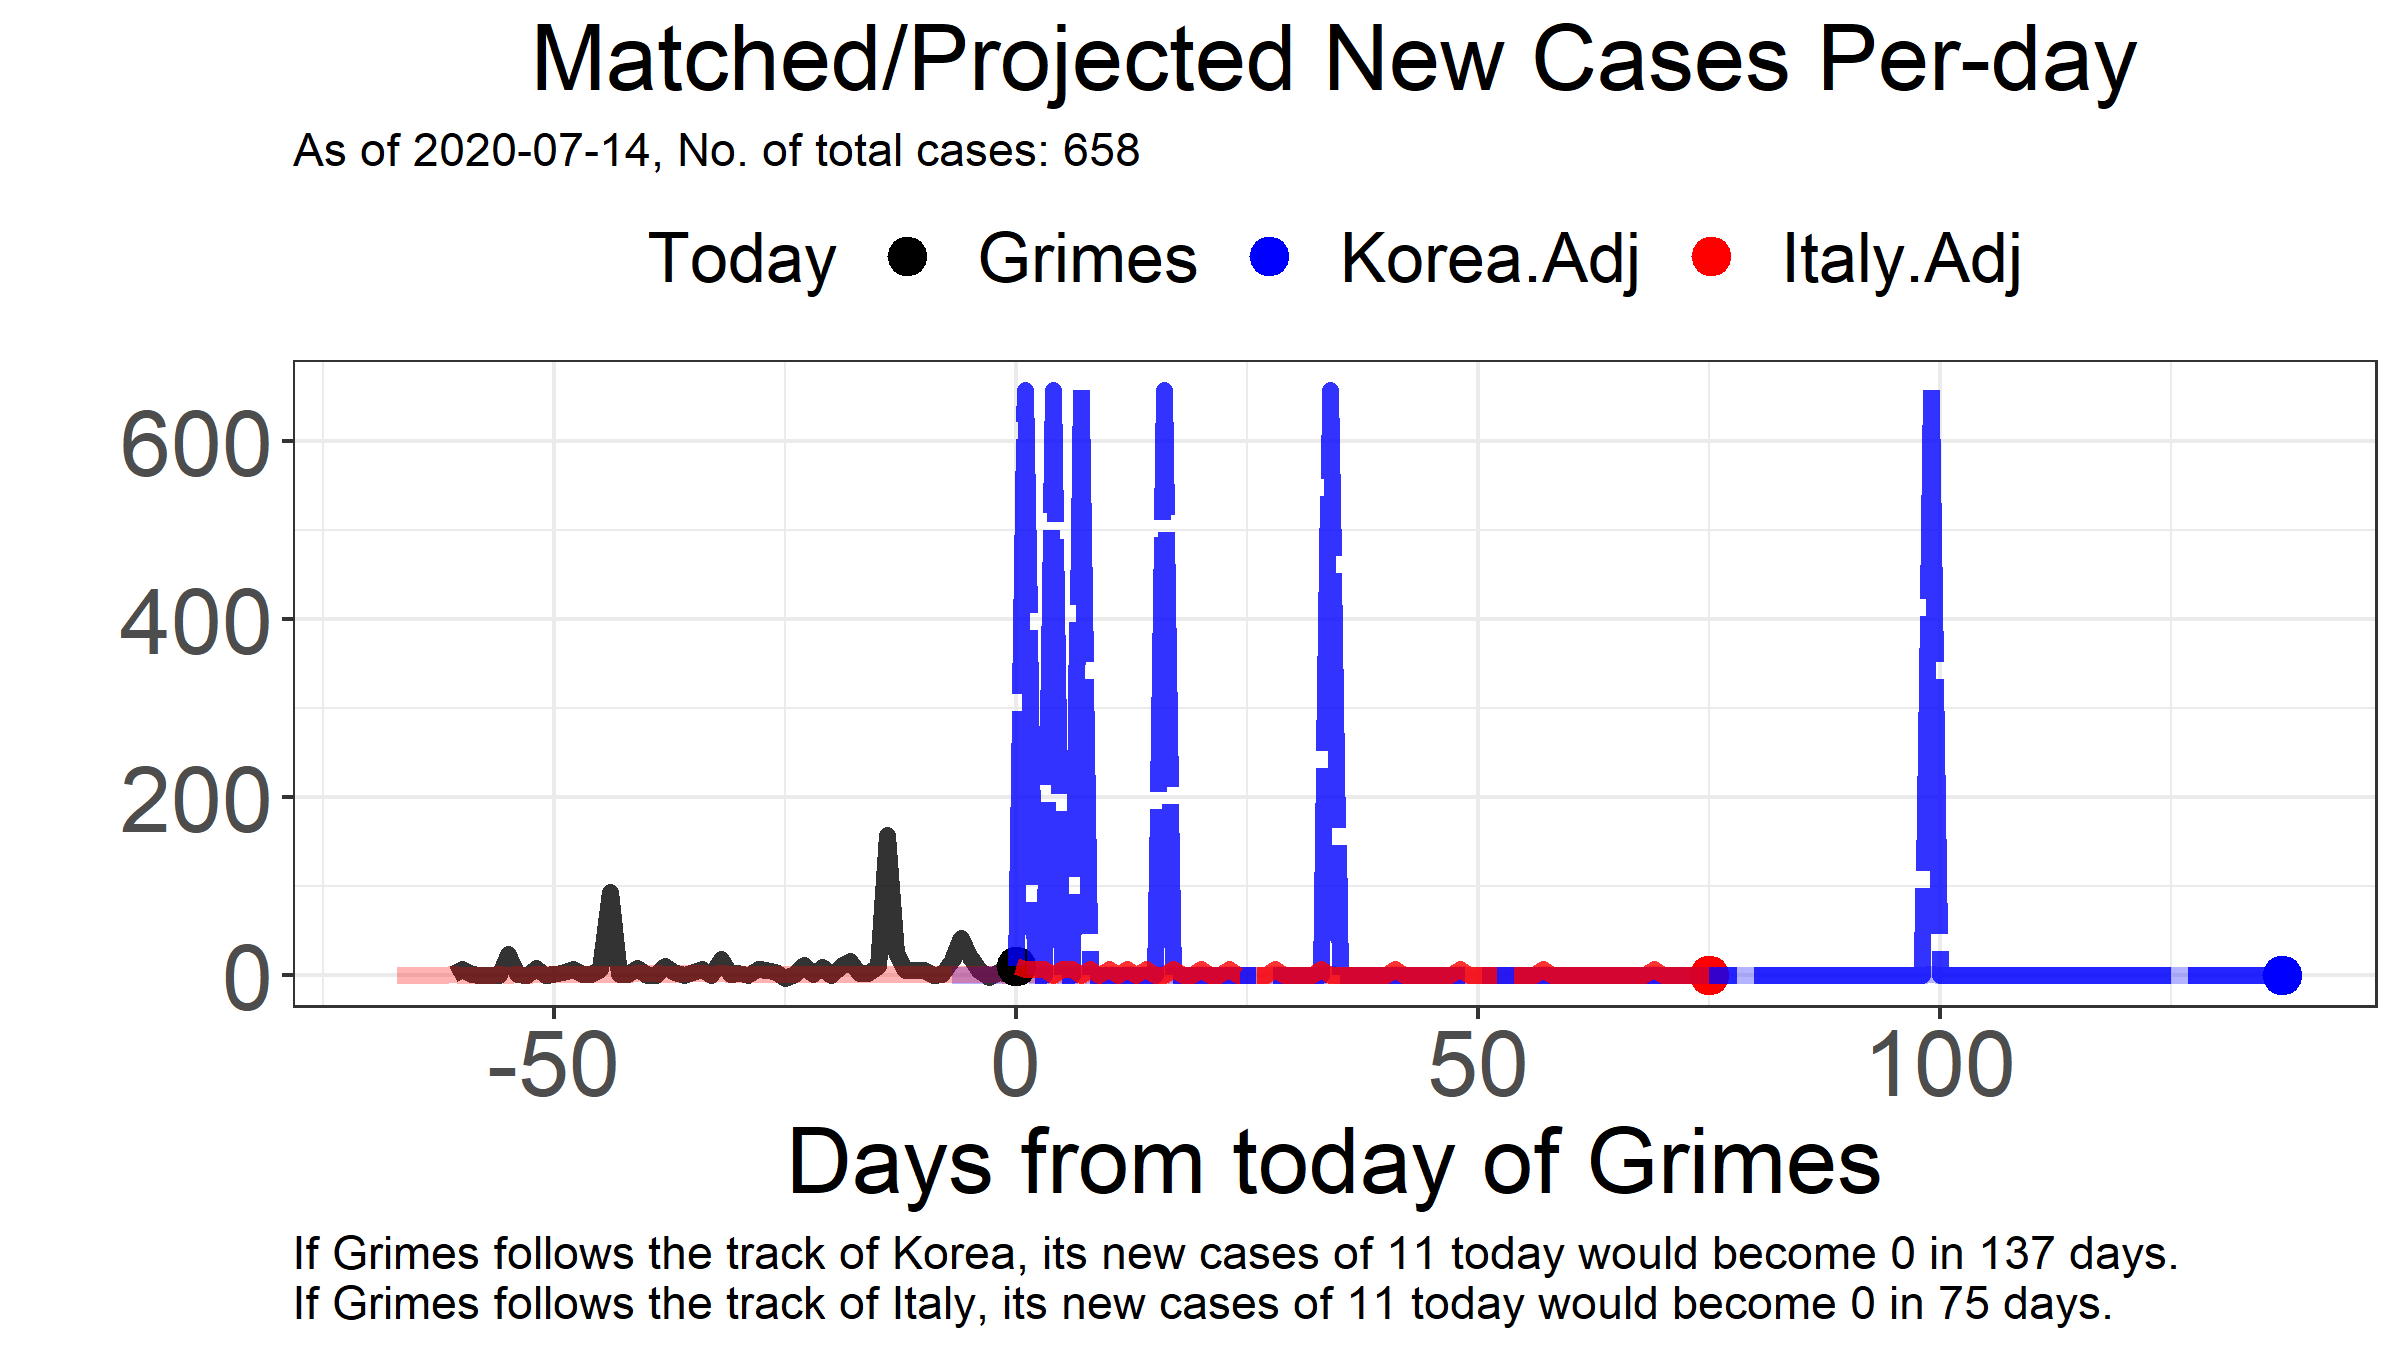 Matched/Projected New Cases Per-day
As of 2020-07-14, No. of total cases: 658
Today Grimes Korea.Adj Italy.Adj
600
400
200
0
-50 0 50 100
Days from today of Grimes
If Grimes follows the track of Korea, its new cases of 11 today would become 0 in 137 days.
If Grimes follows the track of Italy, its new cases of 11 today would become 0 in 75 days.